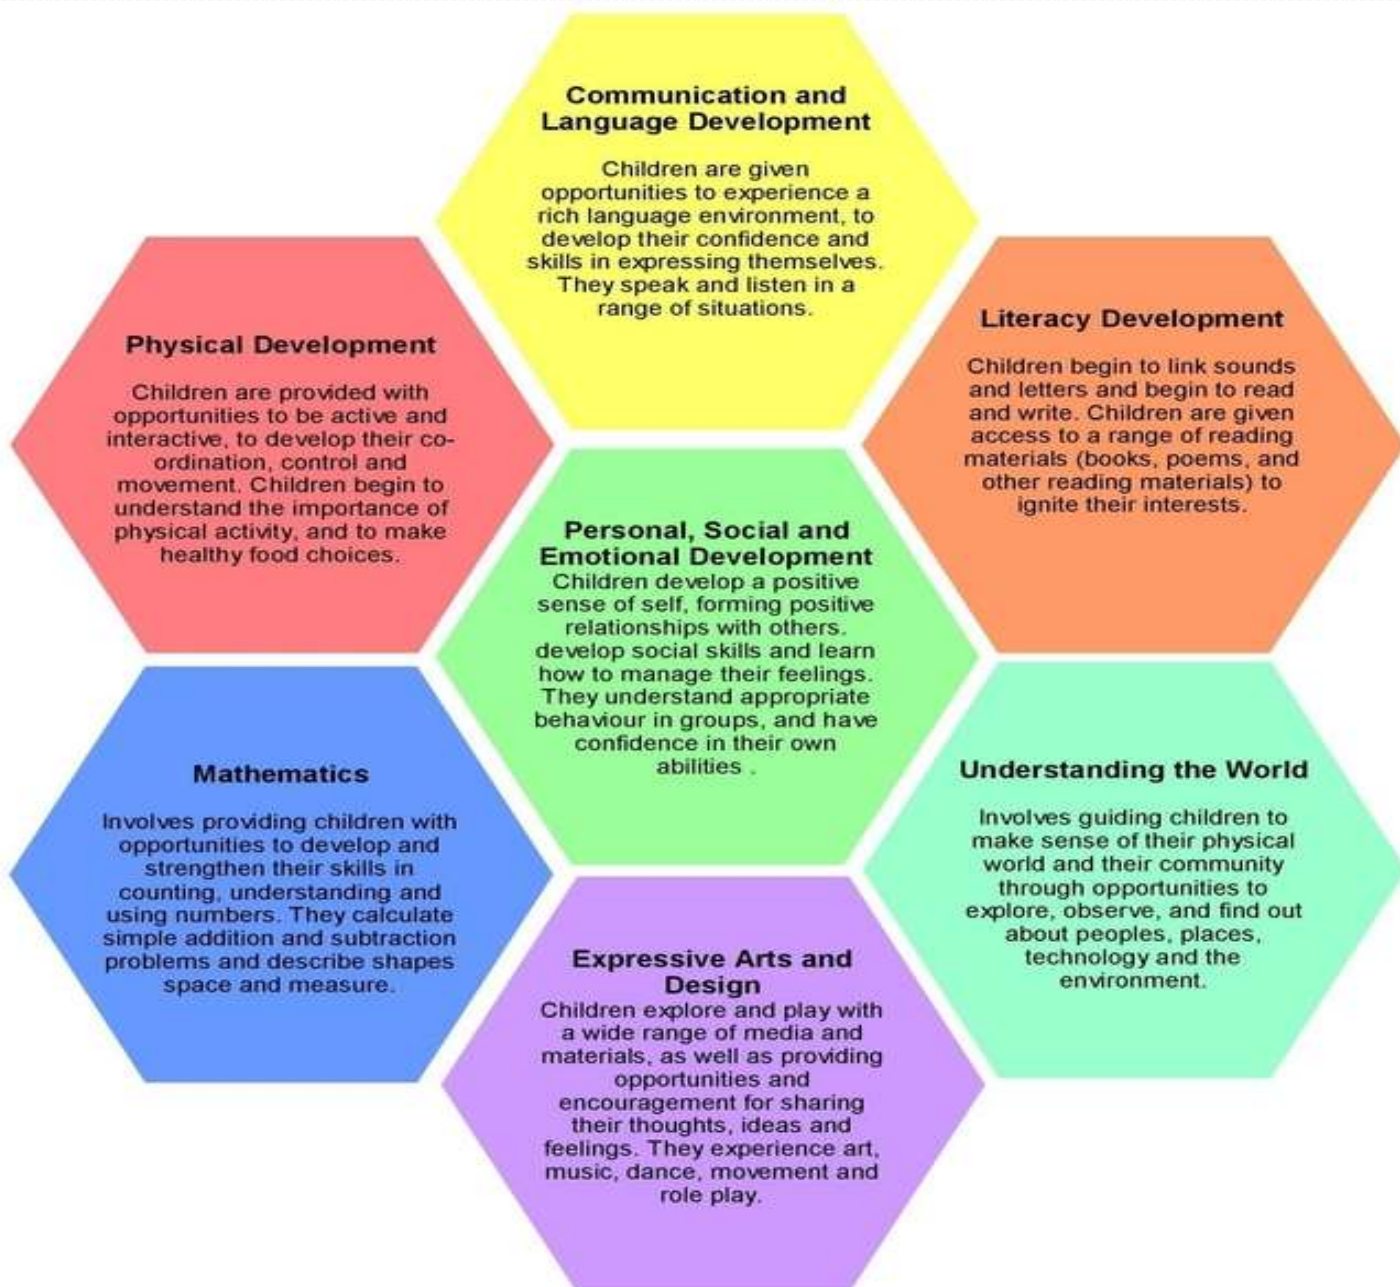 Communication and
Language Development
Children are given
opportunities to experience a
rich language environment, to
develop their confidence and
skills in expressing themselves.
They speak and listen in a
range of situations.
Physical Development
Children are provided with
opportunities to be active and
interactive, to develop their co-
ordination, control and
movement. Children begin to
understand the importance of
physical activity, and to make
healthy food choices.
Literacy Development
Children begin to link sounds
and letters and begin to read
and write. Children are given
access to a range of reading
materials (books, poems, and
other reading materials) to
ignite their interests.
Personal, Social and
Emotional Development
Children develop a positive
sense of self, forming positive
relationships with others.
develop social skills and learn
how to manage their feelings.
They understand appropriate
behaviour in groups, and have
confidence in their own
abilities .
Mathematics
Involves providing children with
opportunities to develop and
strengthen their skills in
counting, understanding and
using numbers. They calculate
simple addition and subtraction
problems and describe shapes
space and measure.
Understanding the World
Involves guiding children to
make sense of their physical
world and their community
through opportunities to
explore, observe, and find out
about peoples, places,
technology and the
environment.
Expressive Arts and
Design
Children explore and play with
a wide range of media and
materials, as well as providing
opportunities and
encouragement for sharing
their thoughts, ideas and
feelings. They experience art,
music, dance, movement and
role play.